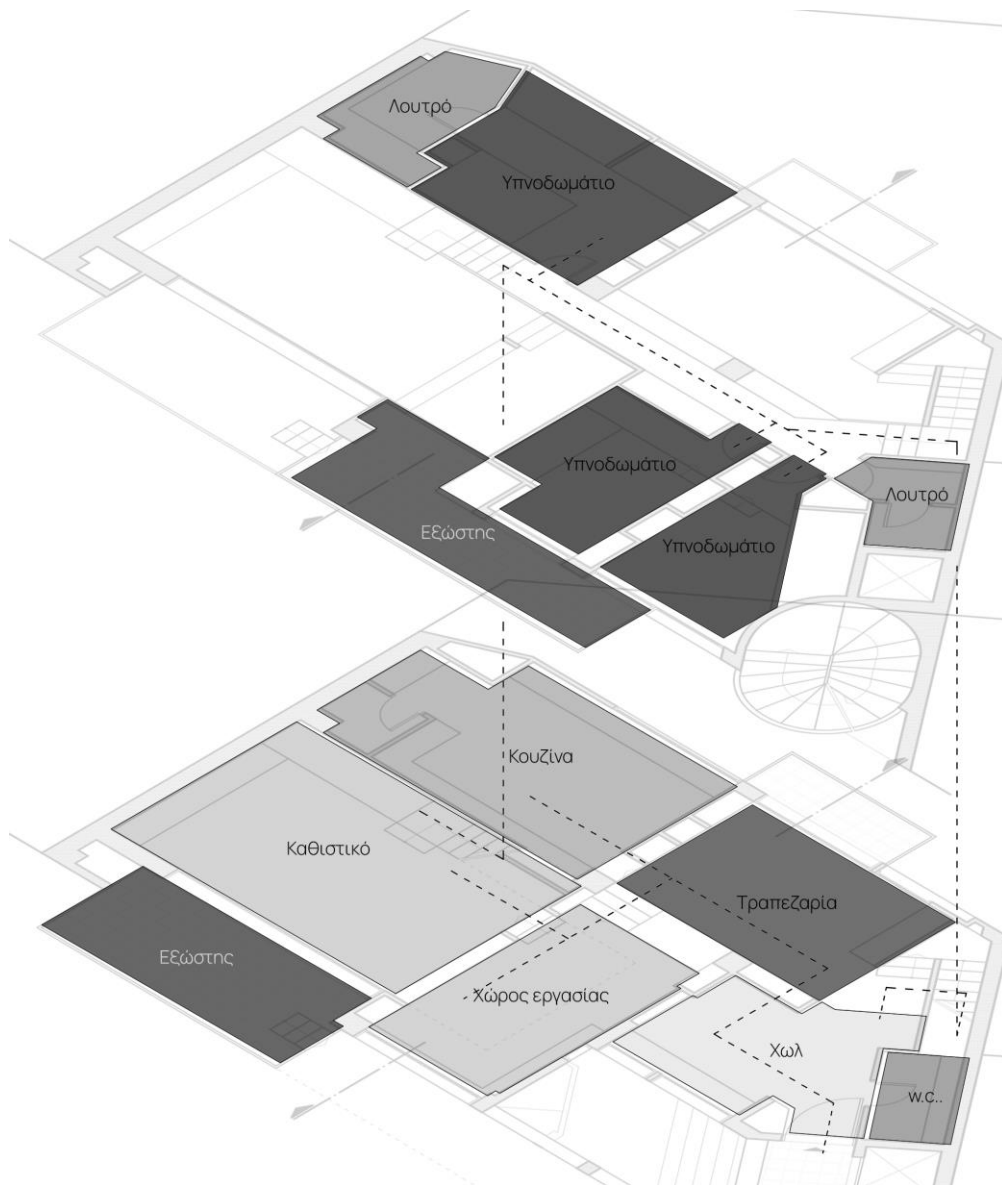 Λουτρό
Υπνοδωμάτιο
Υπνοδωμάτιο
Λουτρό
Εξώστης
Υπνοδωμάτιο
Κουζίνα
Καθιστικό
Τραπεζαρία
Εξώστης
Χώρος εργασίας
Χωλ
w.c..